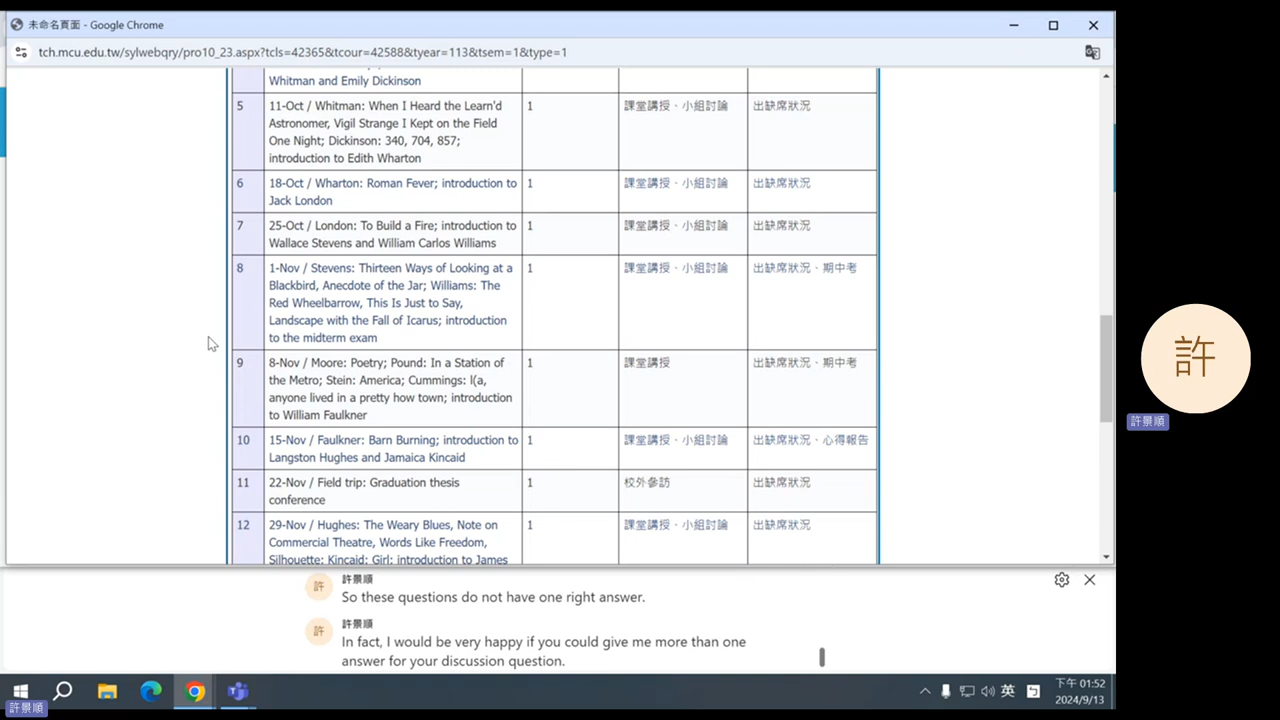 未命名頁面 - Google Chrome
tch.mcu.edu.tw/sylwebqry/pro10_23.aspx?tcls=42365&tcour=42588&tyear=113&tsem=1&type=1
Whitman and Emily Dickinson
5 11-Oct / Whitman: When I Heard the Learn'd 1 課堂講授、小組討論 出缺席狀況
Astronomer, Vigil Strange I Kept on the Field
One Night; Dickinson: 340, 704, 857;
introduction to Edith Wharton
6 18-Oct / Wharton: Roman Fever; introduction to 1 課堂講授、小組討論 出缺席狀況
Jack London
7 25-Oct / London: To Build a Fire; introduction to 1 課堂講授、小組討論 出缺席狀況
Wallace Stevens and William Carlos Williams
8 1-Nov / Stevens: Thirteen Ways of Looking at a 1 課堂講授、小組討論 出缺席狀況、期中考
Blackbird, Anecdote of the Jar; Williams: The
Red Wheelbarrow, This Is Just to Say,
Landscape with the Fall of Icarus; introduction
to the midterm exam
9 8-Nov / Moore: Poetry; Pound: In a Station of 1 課堂講授 出缺席狀況、期中考
the Metro; Stein: America; Cummings: l(a,
anyone lived in a pretty how town; introduction
to William Faulkner
10 15-Nov / Faulkner: Barn Burning; introduction to 1 課堂講授、小組討論 出缺席狀況、心得報告
Langston Hughes and Jamaica Kincaid
11 22-Nov / Field trip: Graduation thesis 1 校外參訪 出缺席狀況
conference
12 29-Nov / Hughes: The Weary Blues, Note on 1 課堂講授、小組討論 出缺席狀況
Commercial Theatre, Words Like Freedom,
Silhouette; Kincaid: Girl; introduction to James
許
許景順
許 許景順
So these questions do not have one right answer.
許 許景順
In fact, I would be very happy if you could give me more than one
answer for your discussion question.
英
下午 01:52
2024/9/13
許景順